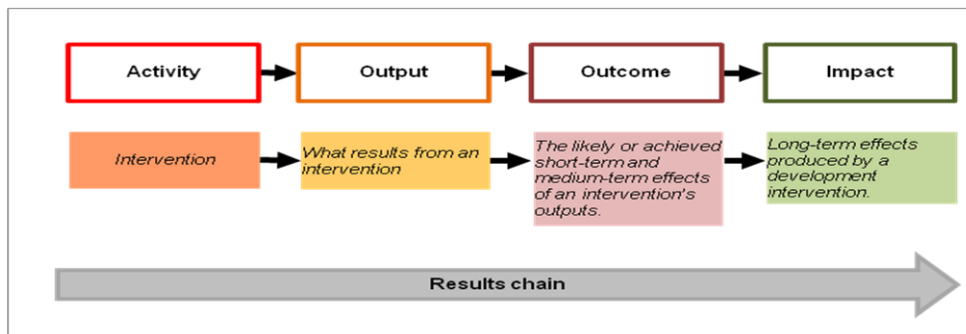 Activity
Output
Outcome
Impact
Intervention
What results from an
intervention
The likely or achieved
short-term and
medium-term effects
of an intervention's
outputs.
Long-term effects
produced by a
development
intervention.
Results chain